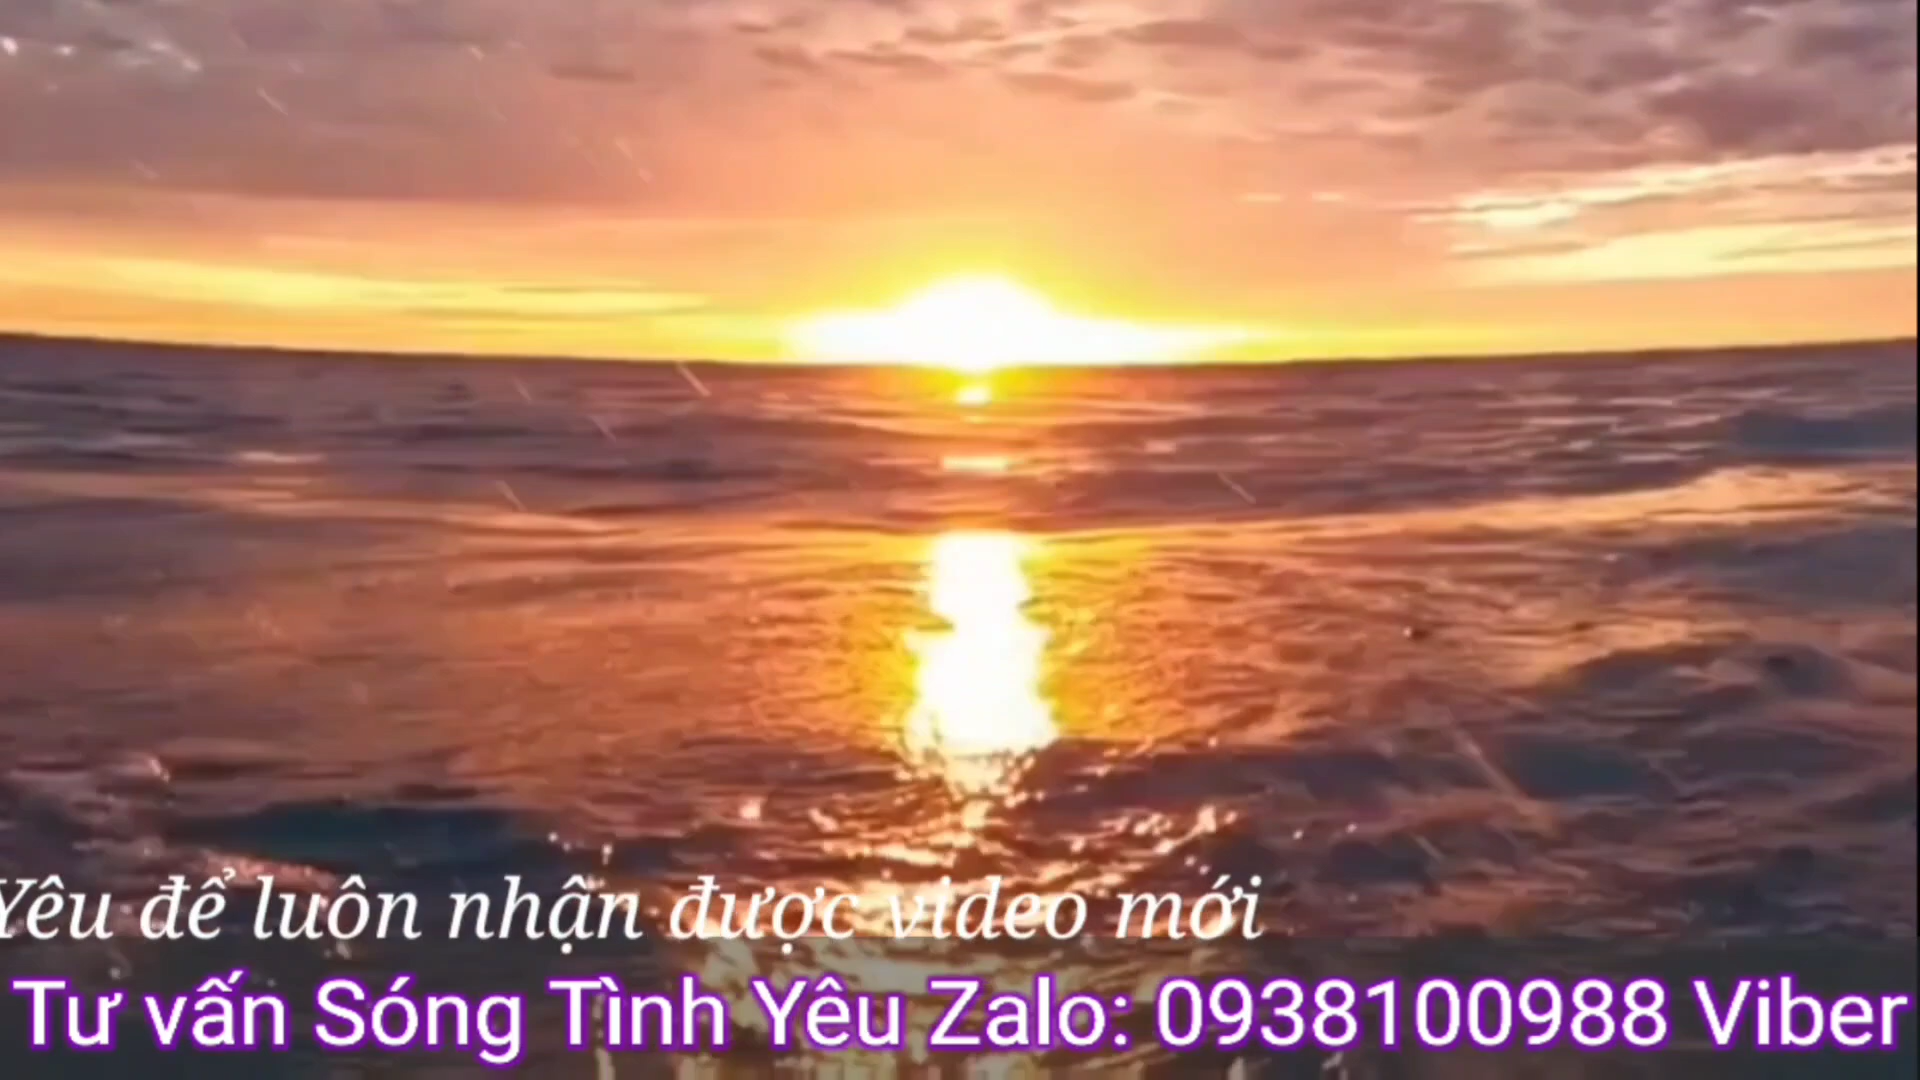 Yêu để luôn nhận được video mới
Tư vấn Sóng Tình Yêu Zalo: 0938100988 Viber